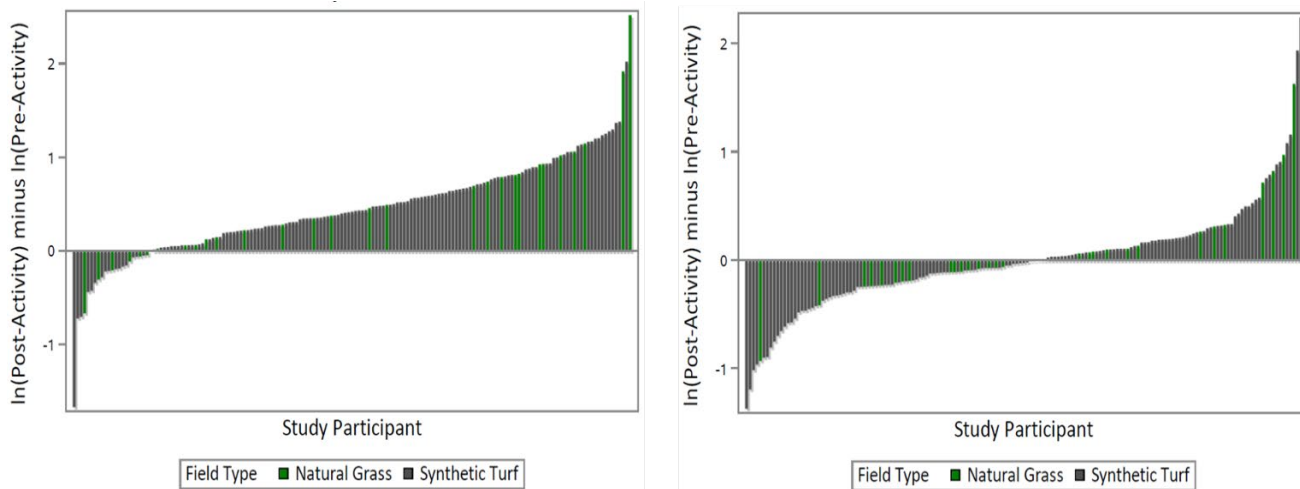 ln(Post-Activity) minus ln(Pre-Activity)
2
1
0
-1
Study Participant
Field Type Natural Grass Synthetic Turf
ln(Post-Activity) minus ln(Pre-Activity)
2
1
0
-1
Study Participant
Field Type Natural Grass Synthetic Turf